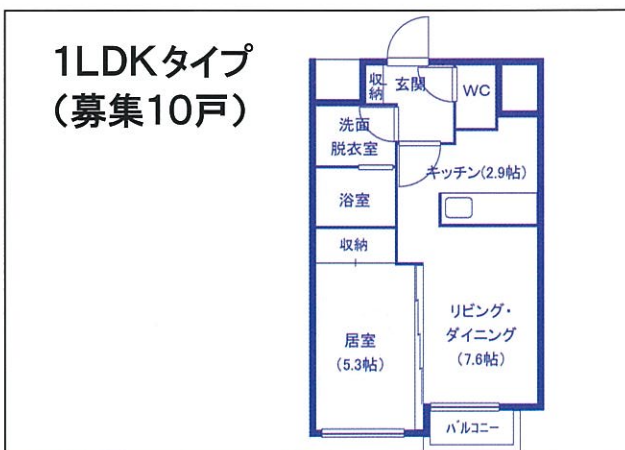 1LDKタイプ
(募集10戸)
収納
玄関
WC
洗面
脱衣室
キッチン(2.9帖)
浴室
収納
リビング・
ダイニング
(7.6帖)
居室
(5.3帖)
バルコニー